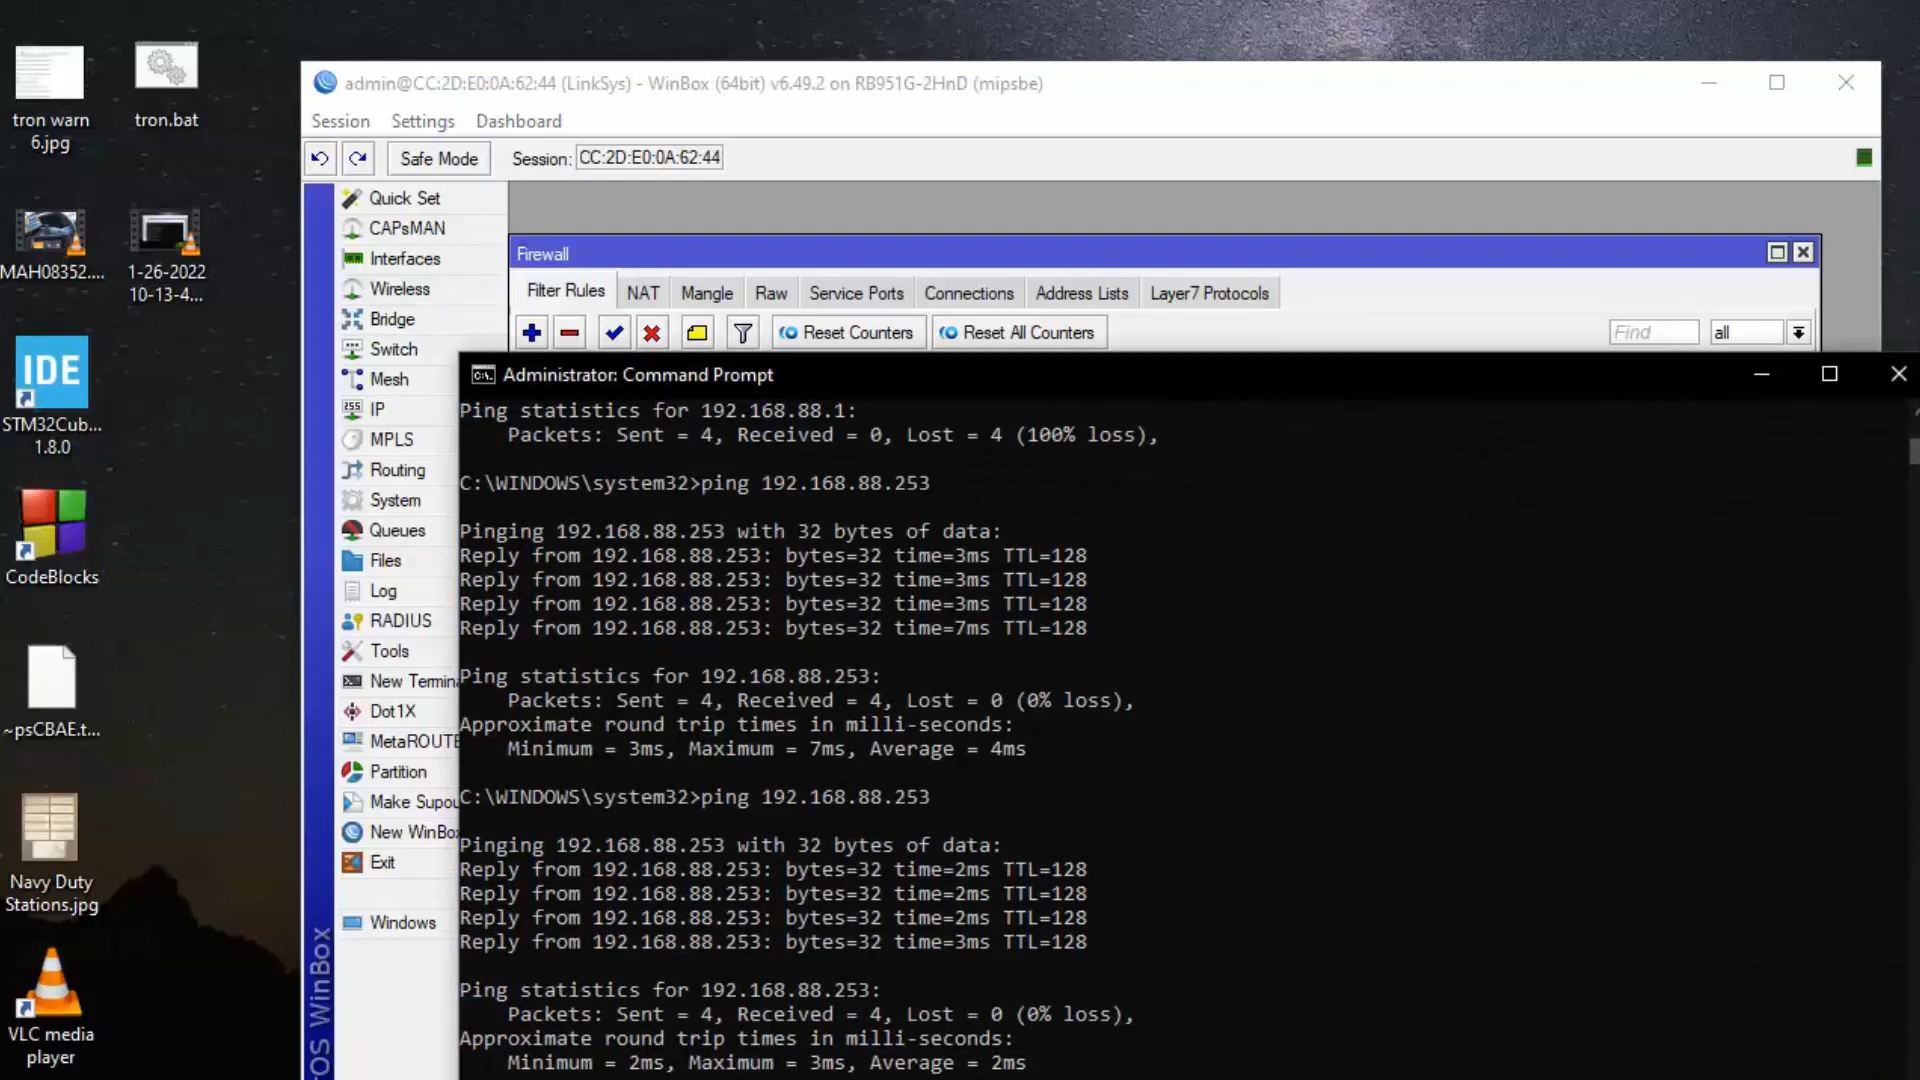 tron warn
6.jpg
tron.bat
MAH08352....
1-26-2022
10-13-4...
IDE
STM32Cub...
1.8.0
CodeBlocks
~psCBAE.t...
Navy Duty
Stations.jpg
VLC media
player
admin@CC:2D:E0:0A:62:44 (LinkSys) - WinBox (64bit) v6.49.2 on RB951G-2HnD (mipsbe)
Session Settings Dashboard
Safe Mode Session: CC:2D:E0:0A:62:44
Quick Set
CAPsMAN
Interfaces
Wireless
Bridge
Switch
Mesh
255 IP
MPLS
Routing
System
Queues
Files
Log
RADIUS
Tools
New Termina
Dot1X
MetaROUTE
Partition
Make Supou
New WinBox
Exit
Windows
rOS WinBox
Firewall
Filter Rules NAT Mangle Raw Service Ports Connections Address Lists Layer7 Protocols
Reset Counters Reset All Counters Find all
Administrator: Command Prompt
Ping statistics for 192.168.88.1:
Packets: Sent = 4, Received = 0, Lost = 4 (100% loss),
C:\WINDOWS\system32>ping 192.168.88.253
Pinging 192.168.88.253 with 32 bytes of data:
Reply from 192.168.88.253: bytes=32 time=3ms TTL=128
Reply from 192.168.88.253: bytes=32 time=3ms TTL=128
Reply from 192.168.88.253: bytes=32 time=3ms TTL=128
Reply from 192.168.88.253: bytes=32 time=7ms TTL=128
Ping statistics for 192.168.88.253:
Packets: Sent = 4, Received = 4, Lost = 0 (0% loss),
Approximate round trip times in milli-seconds:
Minimum = 3ms, Maximum = 7ms, Average = 4ms
C:\WINDOWS\system32>ping 192.168.88.253
Pinging 192.168.88.253 with 32 bytes of data:
Reply from 192.168.88.253: bytes=32 time=2ms TTL=128
Reply from 192.168.88.253: bytes=32 time=2ms TTL=128
Reply from 192.168.88.253: bytes=32 time=2ms TTL=128
Reply from 192.168.88.253: bytes=32 time=3ms TTL=128
Ping statistics for 192.168.88.253:
Packets: Sent = 4, Received = 4, Lost = 0 (0% loss),
Approximate round trip times in milli-seconds:
Minimum = 2ms, Maximum = 3ms, Average = 2ms